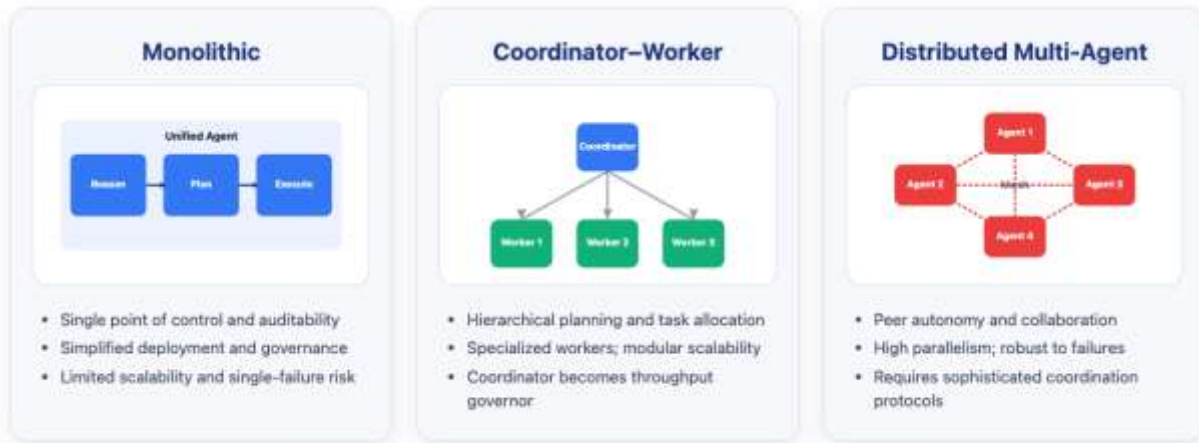 Monolithic
Unified Agent
Reason
Plan
Execute
• Single point of control and auditability
• Simplified deployment and governance
• Limited scalability and single-failure risk
Coordinator–Worker
Coordinator
Worker 1
Worker 2
Worker 3
• Hierarchical planning and task allocation
• Specialized workers; modular scalability
• Coordinator becomes throughput
governor
Distributed Multi-Agent
Agent 1
Agent 2
Mesh
Agent 3
Agent 4
• Peer autonomy and collaboration
• High parallelism; robust to failures
• Requires sophisticated coordination
protocols